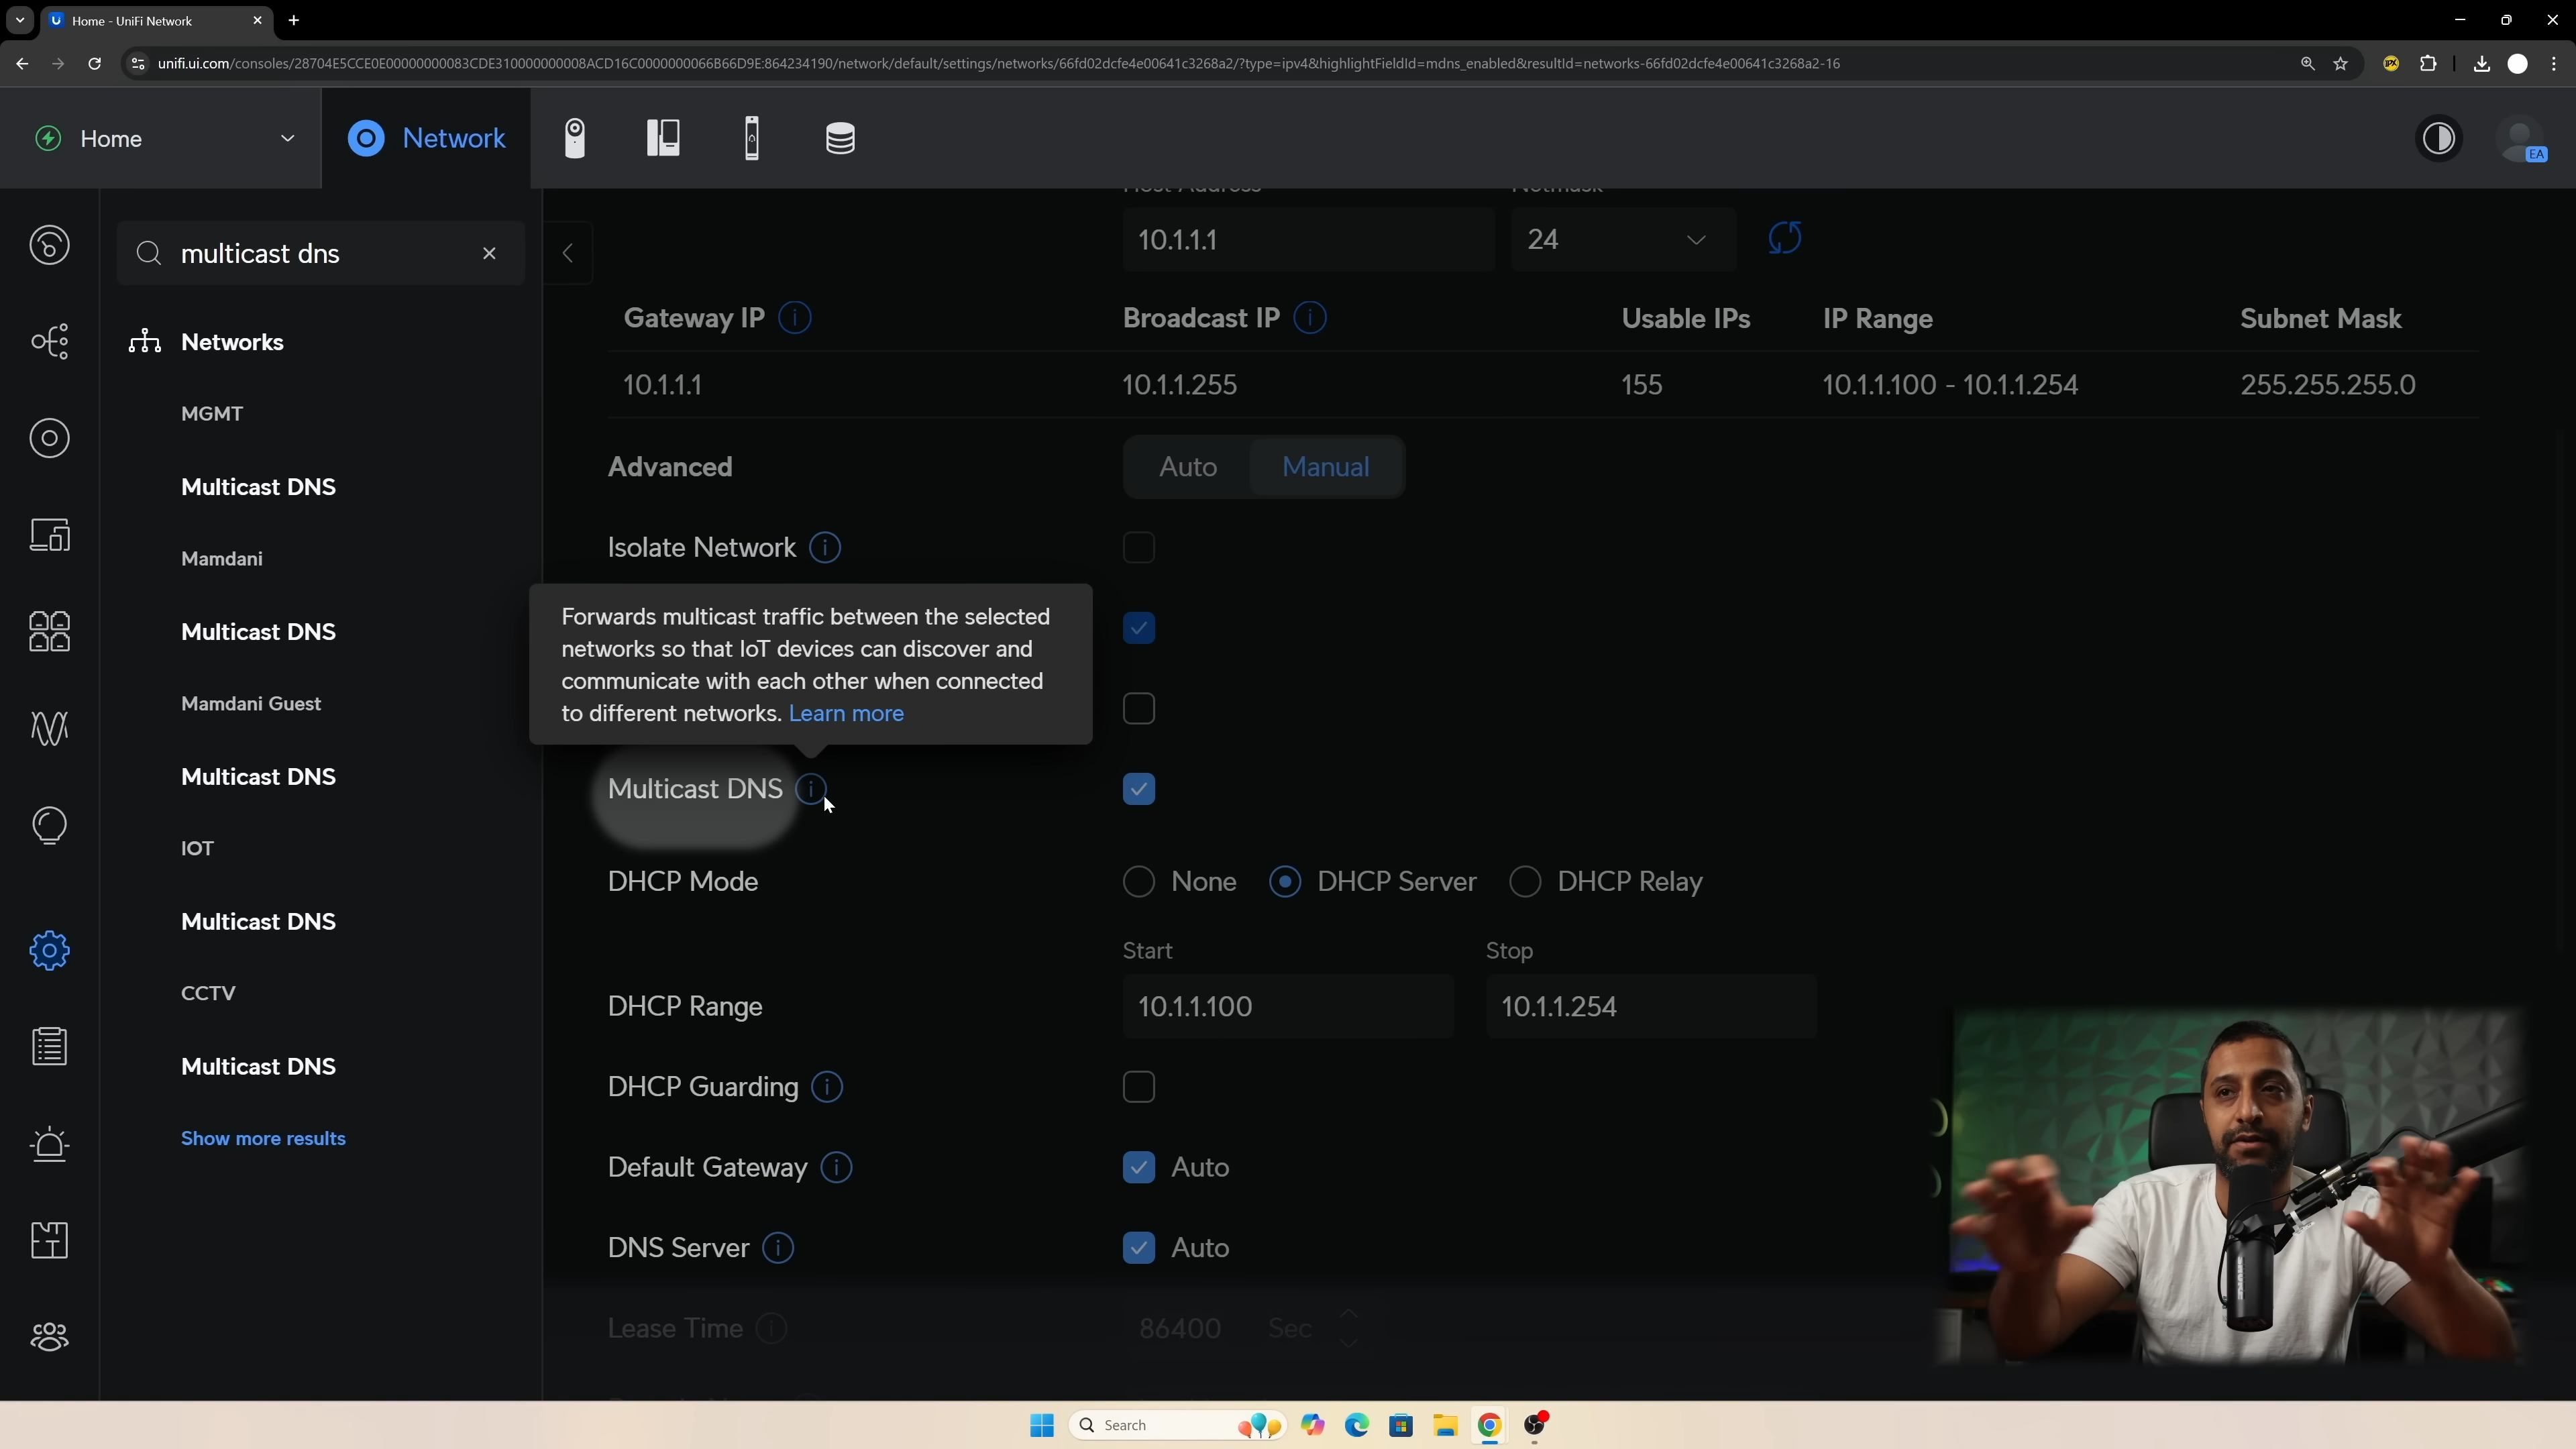 Home - UniFi Network
unifi.ui.com/consoles/28704E5CCE0E00000000083CDE310000000008ACD16C0000000066B66D9E:864234190/network/default/settings/networks/66fd02dcfe4e00641c3268a2/?type=ipv4&highlightFieldId=mdns_enabled&resultId=networks-66fd02dcfe4e00641c3268a2-16
Home
Network
EA
multicast dns
Host Address
Netmask
10.1.1.1
24
Networks
Gateway IP
Broadcast IP
Usable IPs
IP Range
Subnet Mask
10.1.1.1
10.1.1.255
155
10.1.1.100 - 10.1.1.254
255.255.255.0
MGMT
Multicast DNS
Mamdani
Multicast DNS
Mamdani Guest
Multicast DNS
IOT
Multicast DNS
CCTV
Multicast DNS
Show more results
Advanced
Auto
Manual
Isolate Network
Forwards multicast traffic between the selected
networks so that IoT devices can discover and
communicate with each other when connected
to different networks. Learn more
Multicast DNS
DHCP Mode
None
DHCP Server
DHCP Relay
Start
Stop
DHCP Range
10.1.1.100
10.1.1.254
DHCP Guarding
Default Gateway
Auto
DNS Server
Auto
Lease Time
86400
Sec
Search